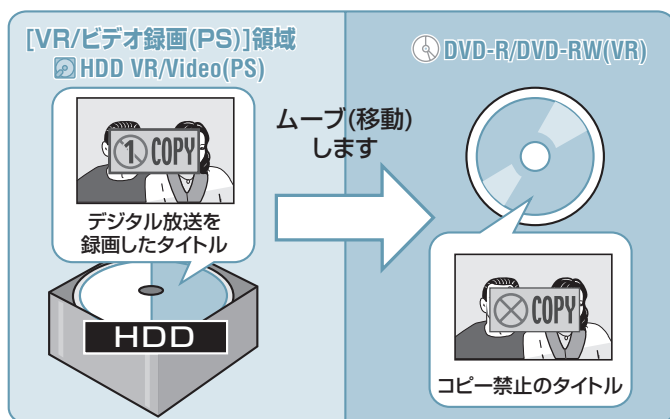 [VR/ビデオ録画(PS)]領域
HDD VR/Video(PS)
1 COPY
デジタル放送を
録画したタイトル
HDD
ムーブ(移動)
します
DVD-R/DVD-RW(VR)
COPY
コピー禁止のタイトル